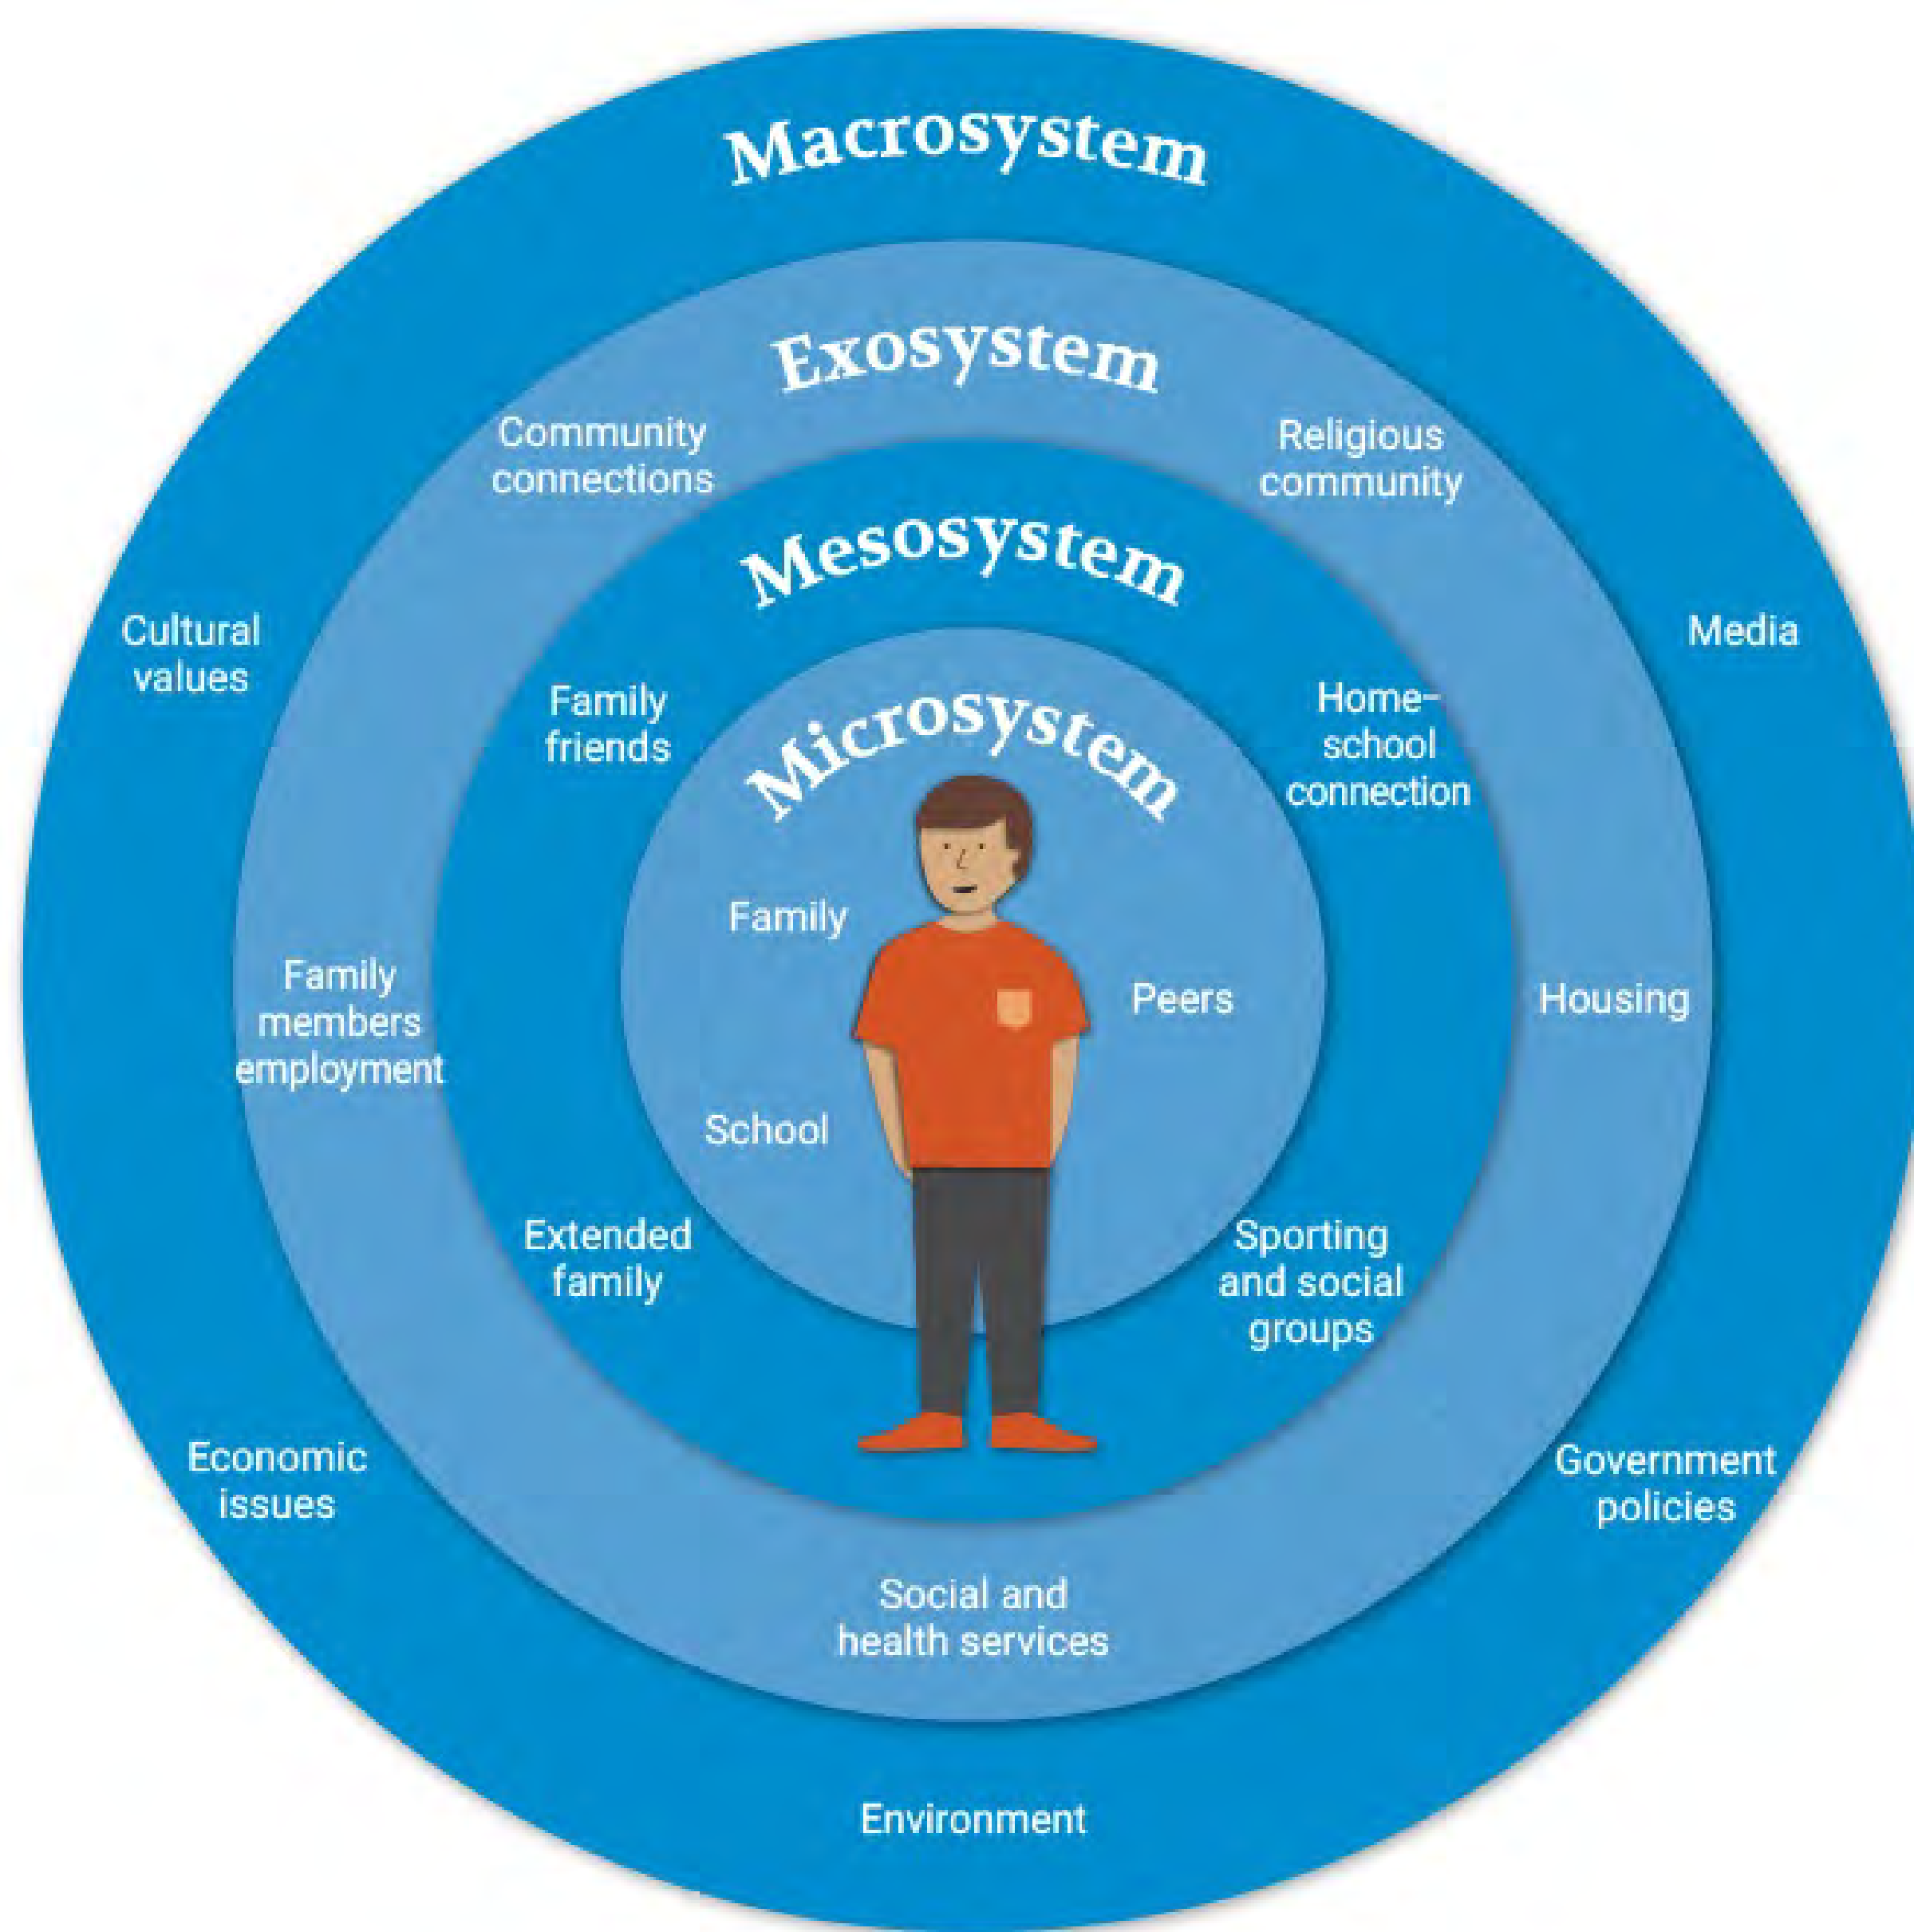 Macrosystem
Exosystem
Community
connections
Religious
community
Mesosystem
Cultural
values
Media
Family
friends
Home–
school
connection
Microsystem
Family
Peers
School
Family
members
employment
Housing
Extended
family
Sporting
and social
groups
Economic
issues
Government
policies
Social and
health services
Environment